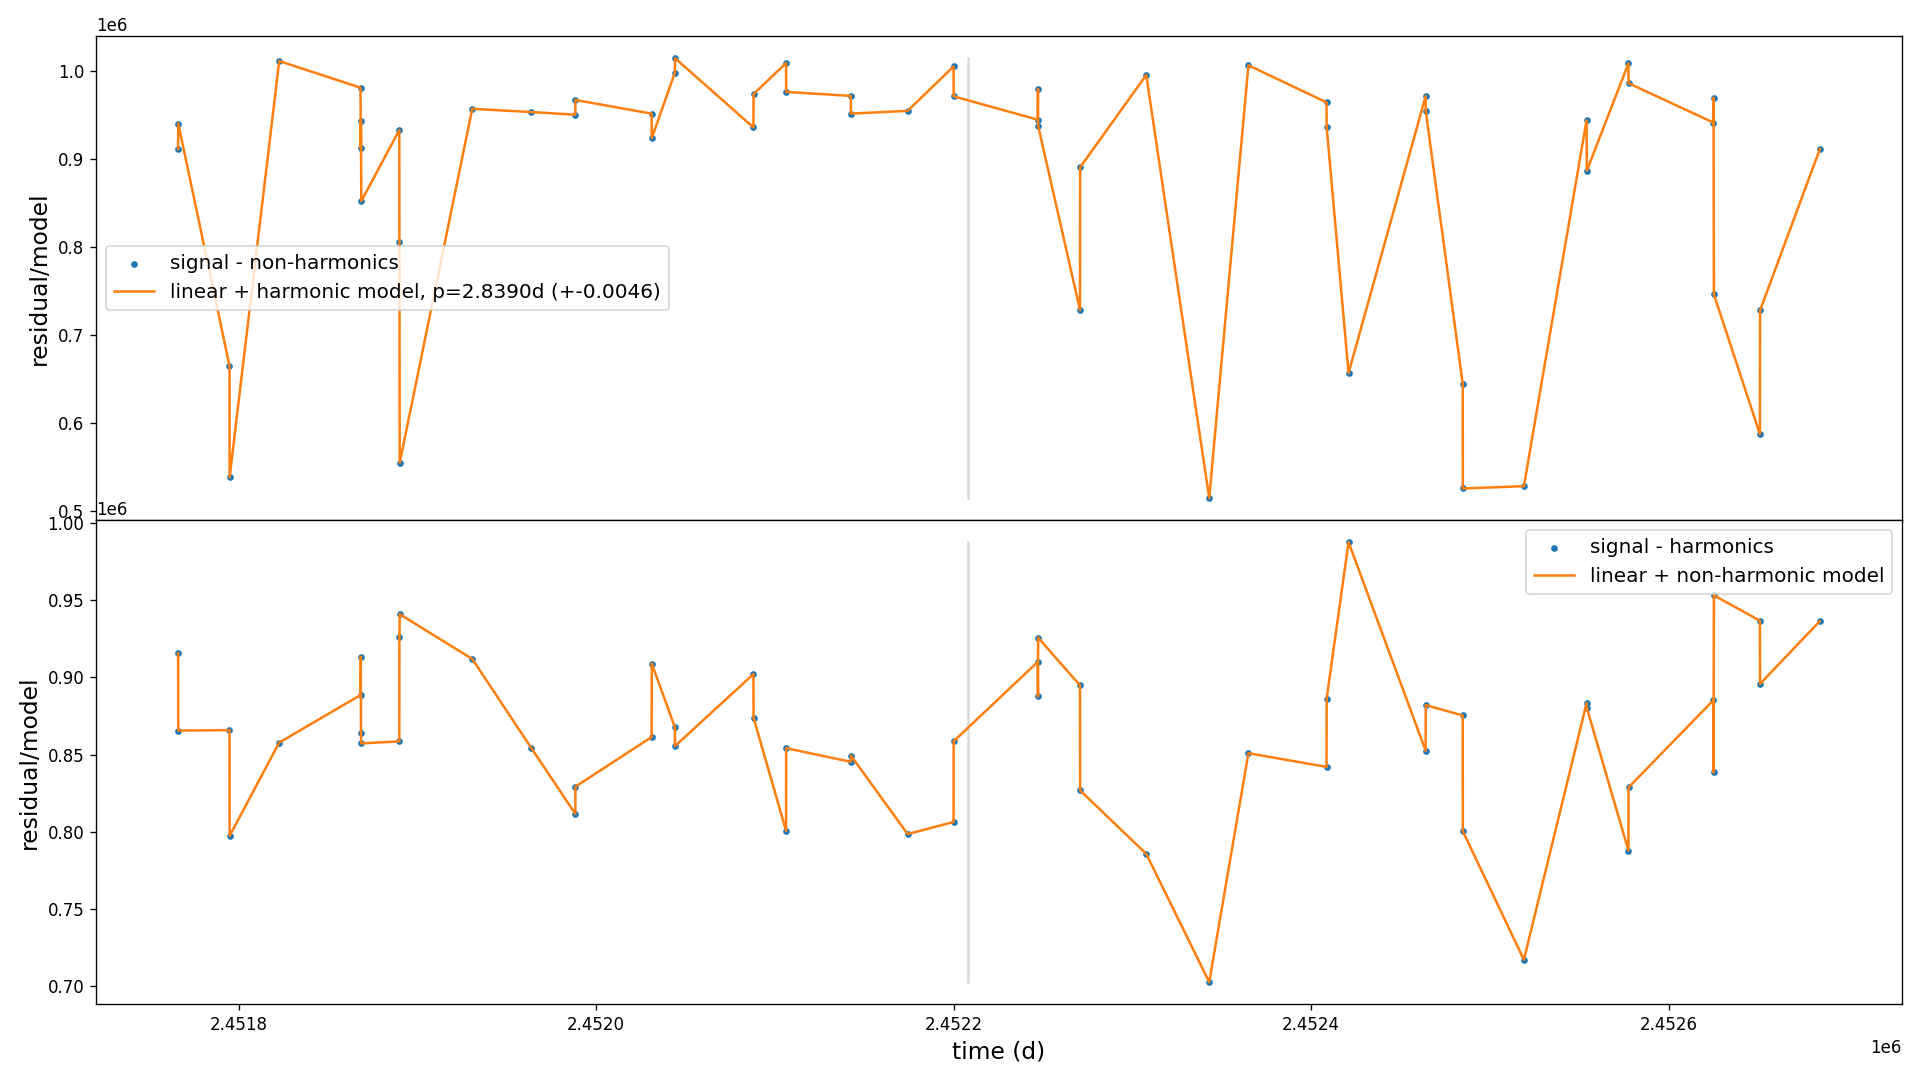 1e6
1.0
0.9
0.8
0.7
0.6
0.5
residual/model
signal - non-harmonics
linear + harmonic model, p=2.8390d (+-0.0046)
1e6
1.00
0.95
0.90
0.85
0.80
0.75
0.70
residual/model
signal - harmonics
linear + non-harmonic model
2.4518
2.4520
2.4522
2.4524
2.4526
time (d)
1e6